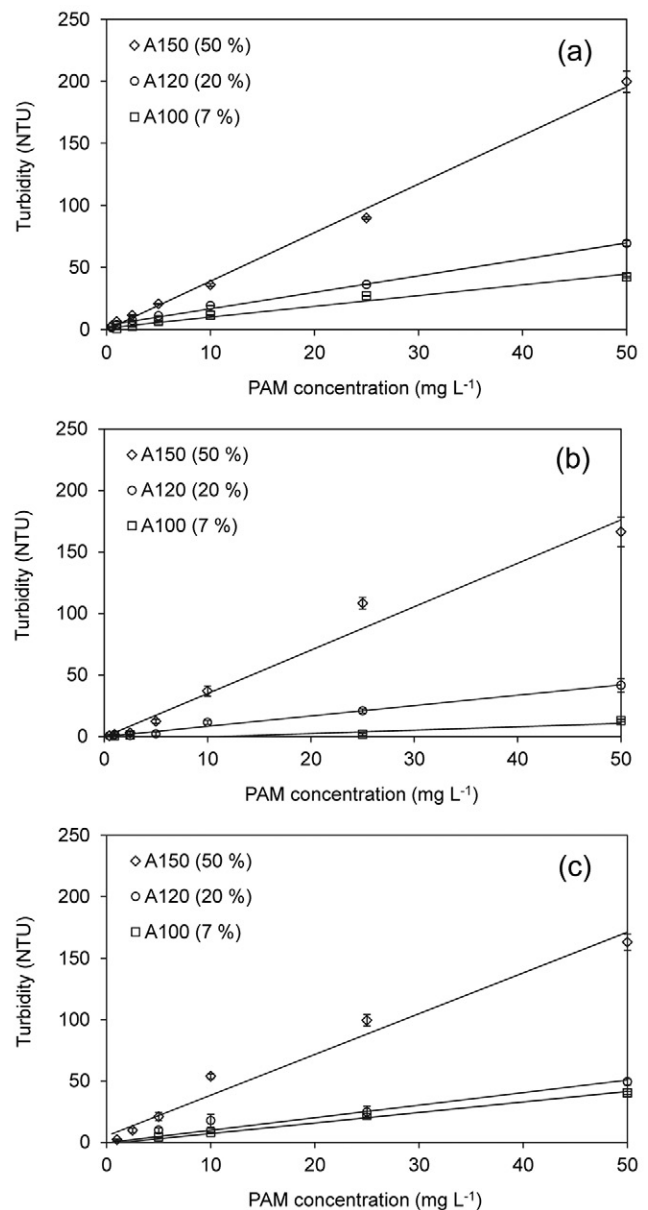 250
(a)
A150 (50 %)
200
A120 (20 %)
150
A100 (7 %)
Turbidity (NTU)
100
50
0
0 10 20 30 40 50
PAM concentration (mg L⁻¹)
250
(b)
A150 (50 %)
200
A120 (20 %)
A100 (7 %)
150
Turbidity (NTU)
100
50
0
0 10 20 30 40 50
PAM concentration (mg L⁻¹)
250
(c)
A150 (50 %)
200
A120 (20 %)
A100 (7 %)
150
Turbidity (NTU)
100
50
0
0 10 20 30 40 50
PAM concentration (mg L⁻¹)